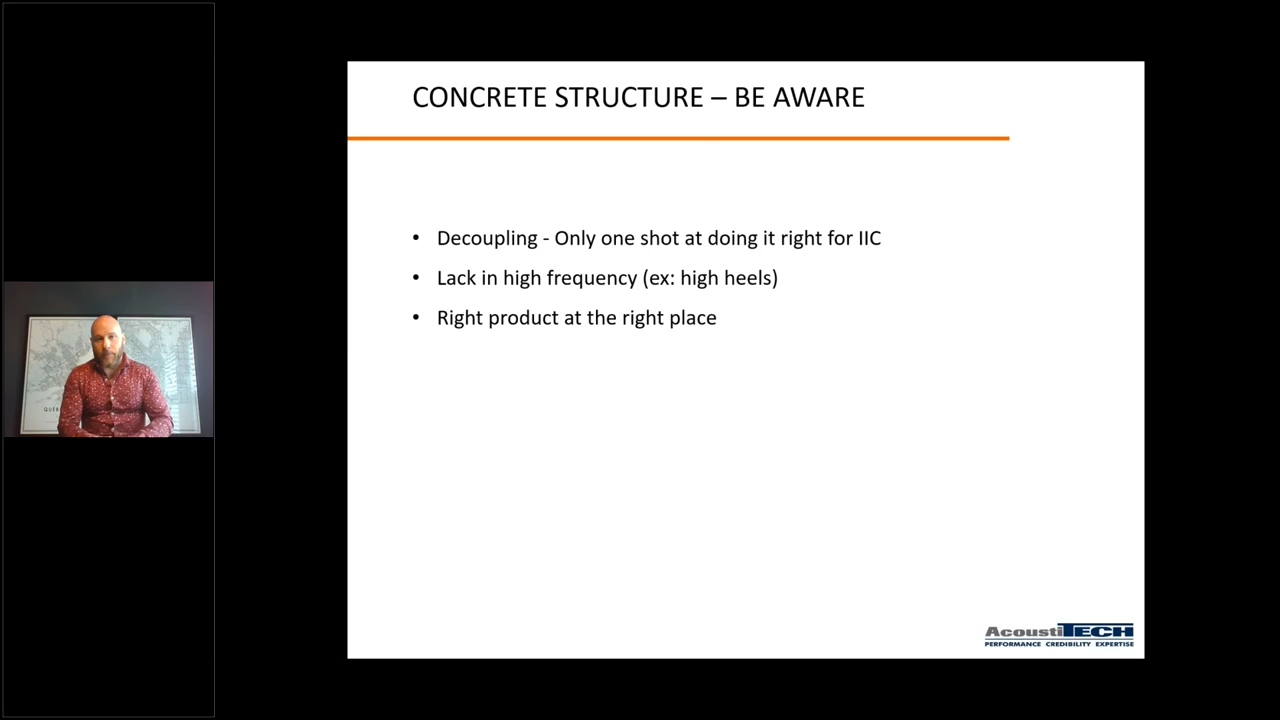 CONCRETE STRUCTURE – BE AWARE
• Decoupling - Only one shot at doing it right for IIC
• Lack in high frequency (ex: high heels)
• Right product at the right place
AcoustiTECH
PERFORMANCE CREDIBILITY EXPERTISE